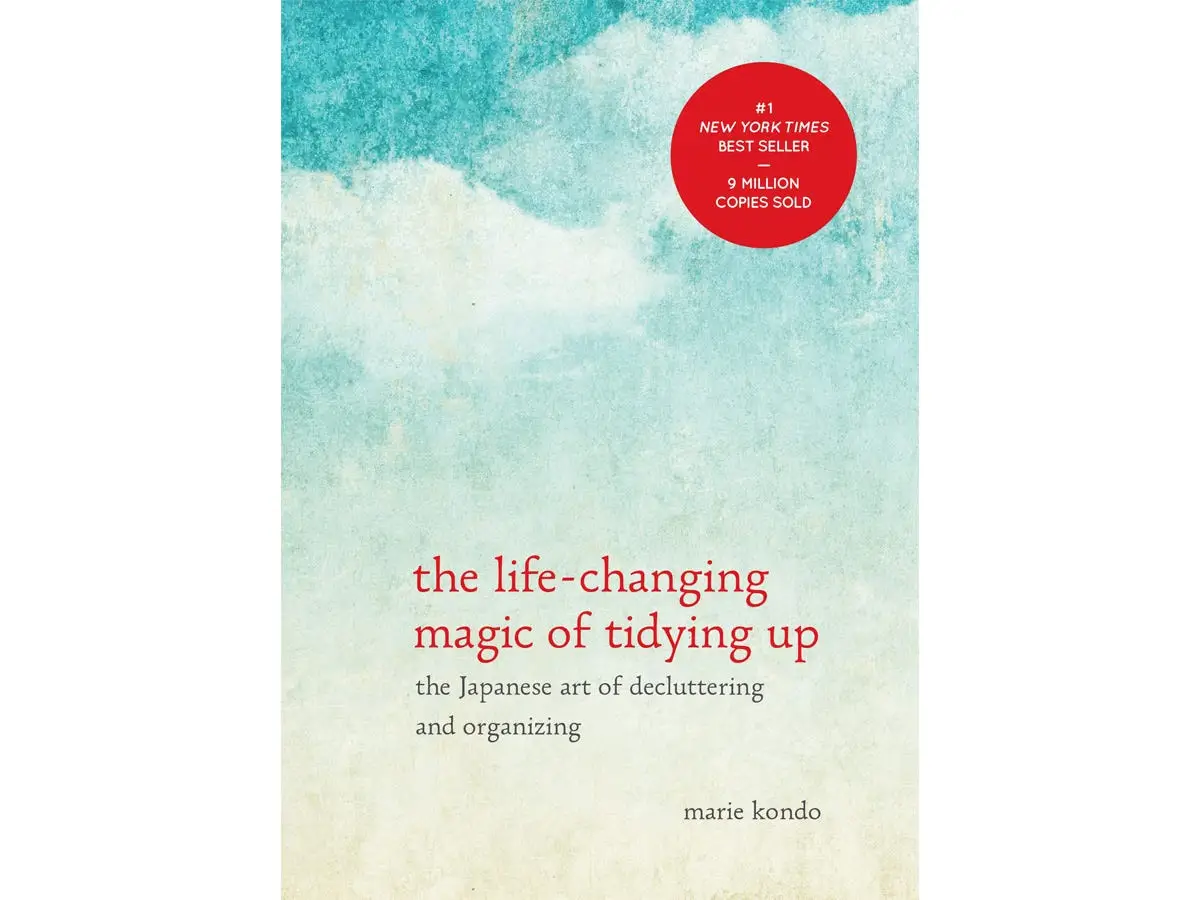 #1
NEW YORK TIMES
BEST SELLER
—
9 MILLION
COPIES SOLD
the life-changing
magic of tidying up
the Japanese art of decluttering
and organizing
marie kondo